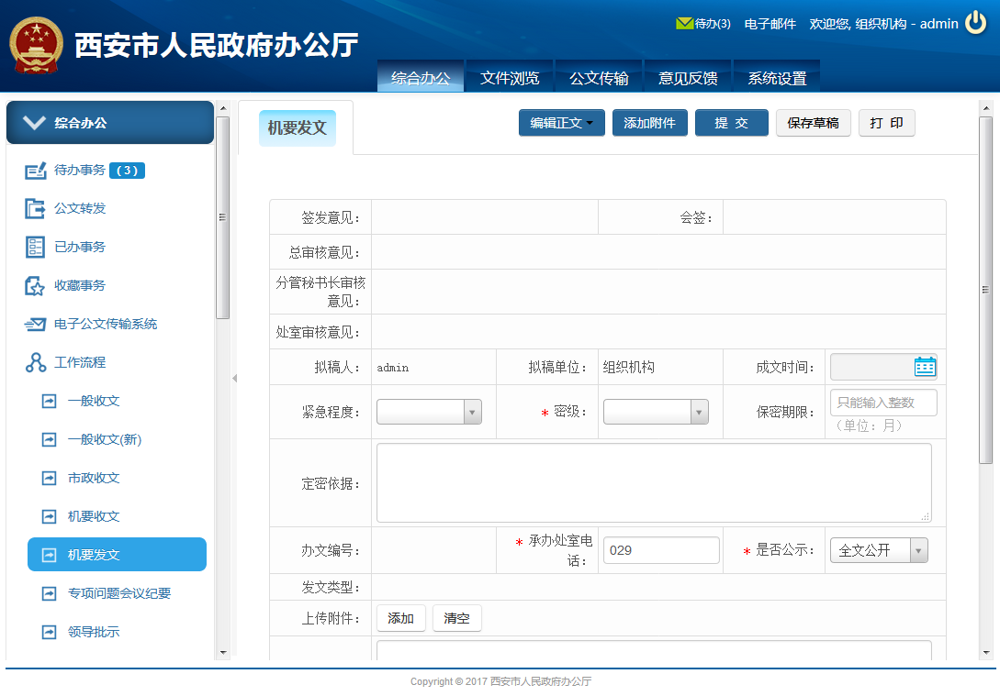 待办(3) 电子邮件 欢迎您, 组织机构 - admin
西安市人民政府办公厅
综合办公 文件浏览 公文传输 意见反馈 系统设置
综合办公
待办事务 (3)
公文转发
已办事务
收藏事务
电子公文传输系统
工作流程
一般收文
一般收文(新)
市政收文
机要收文
机要发文
专项问题会议纪要
领导批示
机要发文
编辑正文 添加附件 提 交 保存草稿 打 印
签发意见： 会签：
总审核意见：
分管秘书长审核
意见：
处室审核意见：
拟稿人： admin 拟稿单位： 组织机构 成文时间：
紧急程度： * 密级： 保密期限： 只能输入整数
（单位：月）
定密依据：
办文编号： * 承办处室电
话： 029 * 是否公示： 全文公开
发文类型：
上传附件： 添加 清空
Copyright © 2017 西安市人民政府办公厅